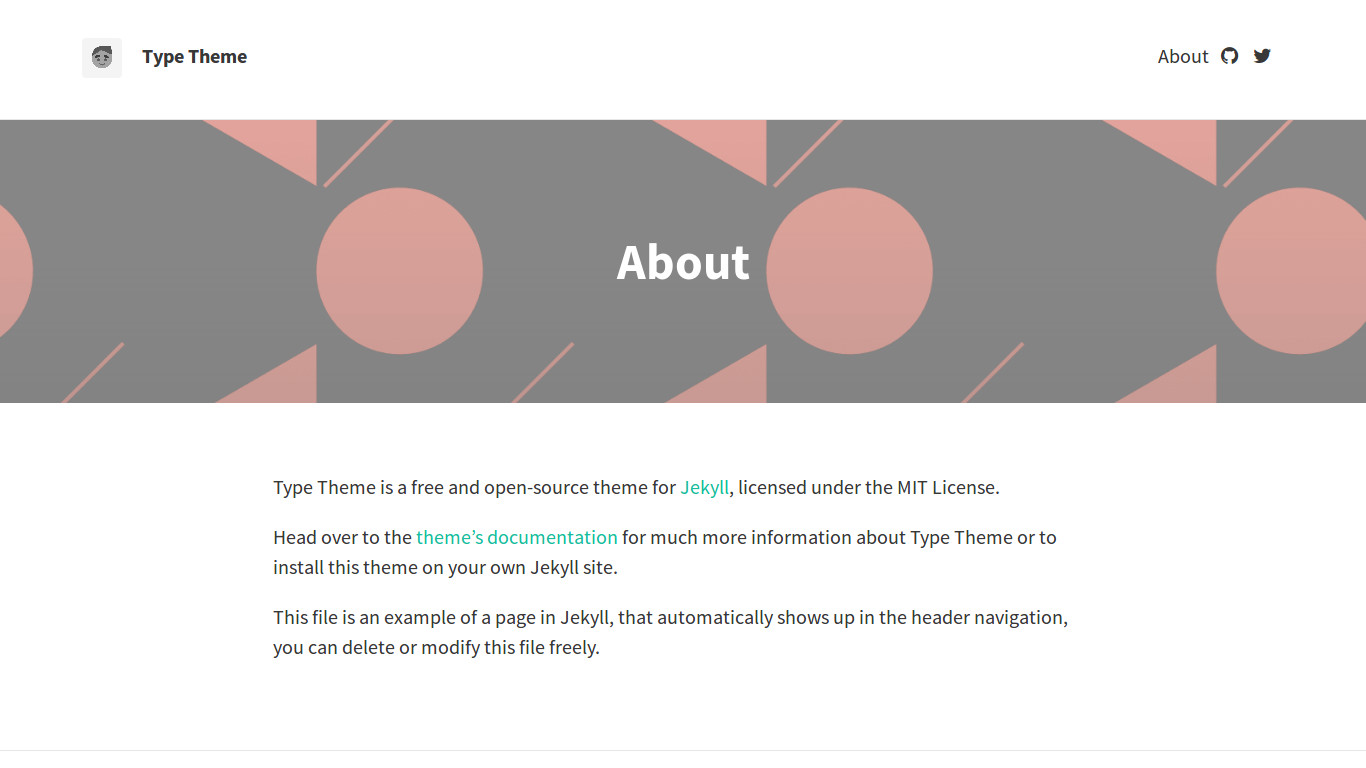 Type Theme
About
About
Type Theme is a free and open-source theme for Jekyll, licensed under the MIT License.
Head over to the theme’s documentation for much more information about Type Theme or to
install this theme on your own Jekyll site.
This file is an example of a page in Jekyll, that automatically shows up in the header navigation,
you can delete or modify this file freely.